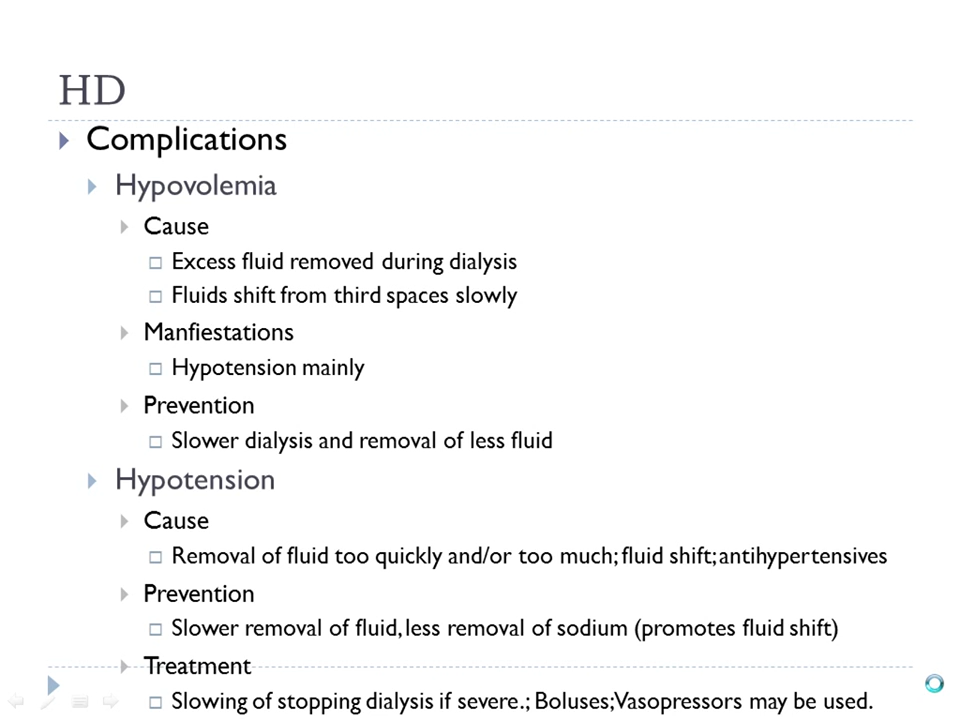 HD
Complications
Hypovolemia
Cause
Excess fluid removed during dialysis
Fluids shift from third spaces slowly
Manfiestations
Hypotension mainly
Prevention
Slower dialysis and removal of less fluid
Hypotension
Cause
Removal of fluid too quickly and/or too much; fluid shift; antihypertensives
Prevention
Slower removal of fluid, less removal of sodium (promotes fluid shift)
Treatment
Slowing of stopping dialysis if severe.; Boluses; Vasopressors may be used.